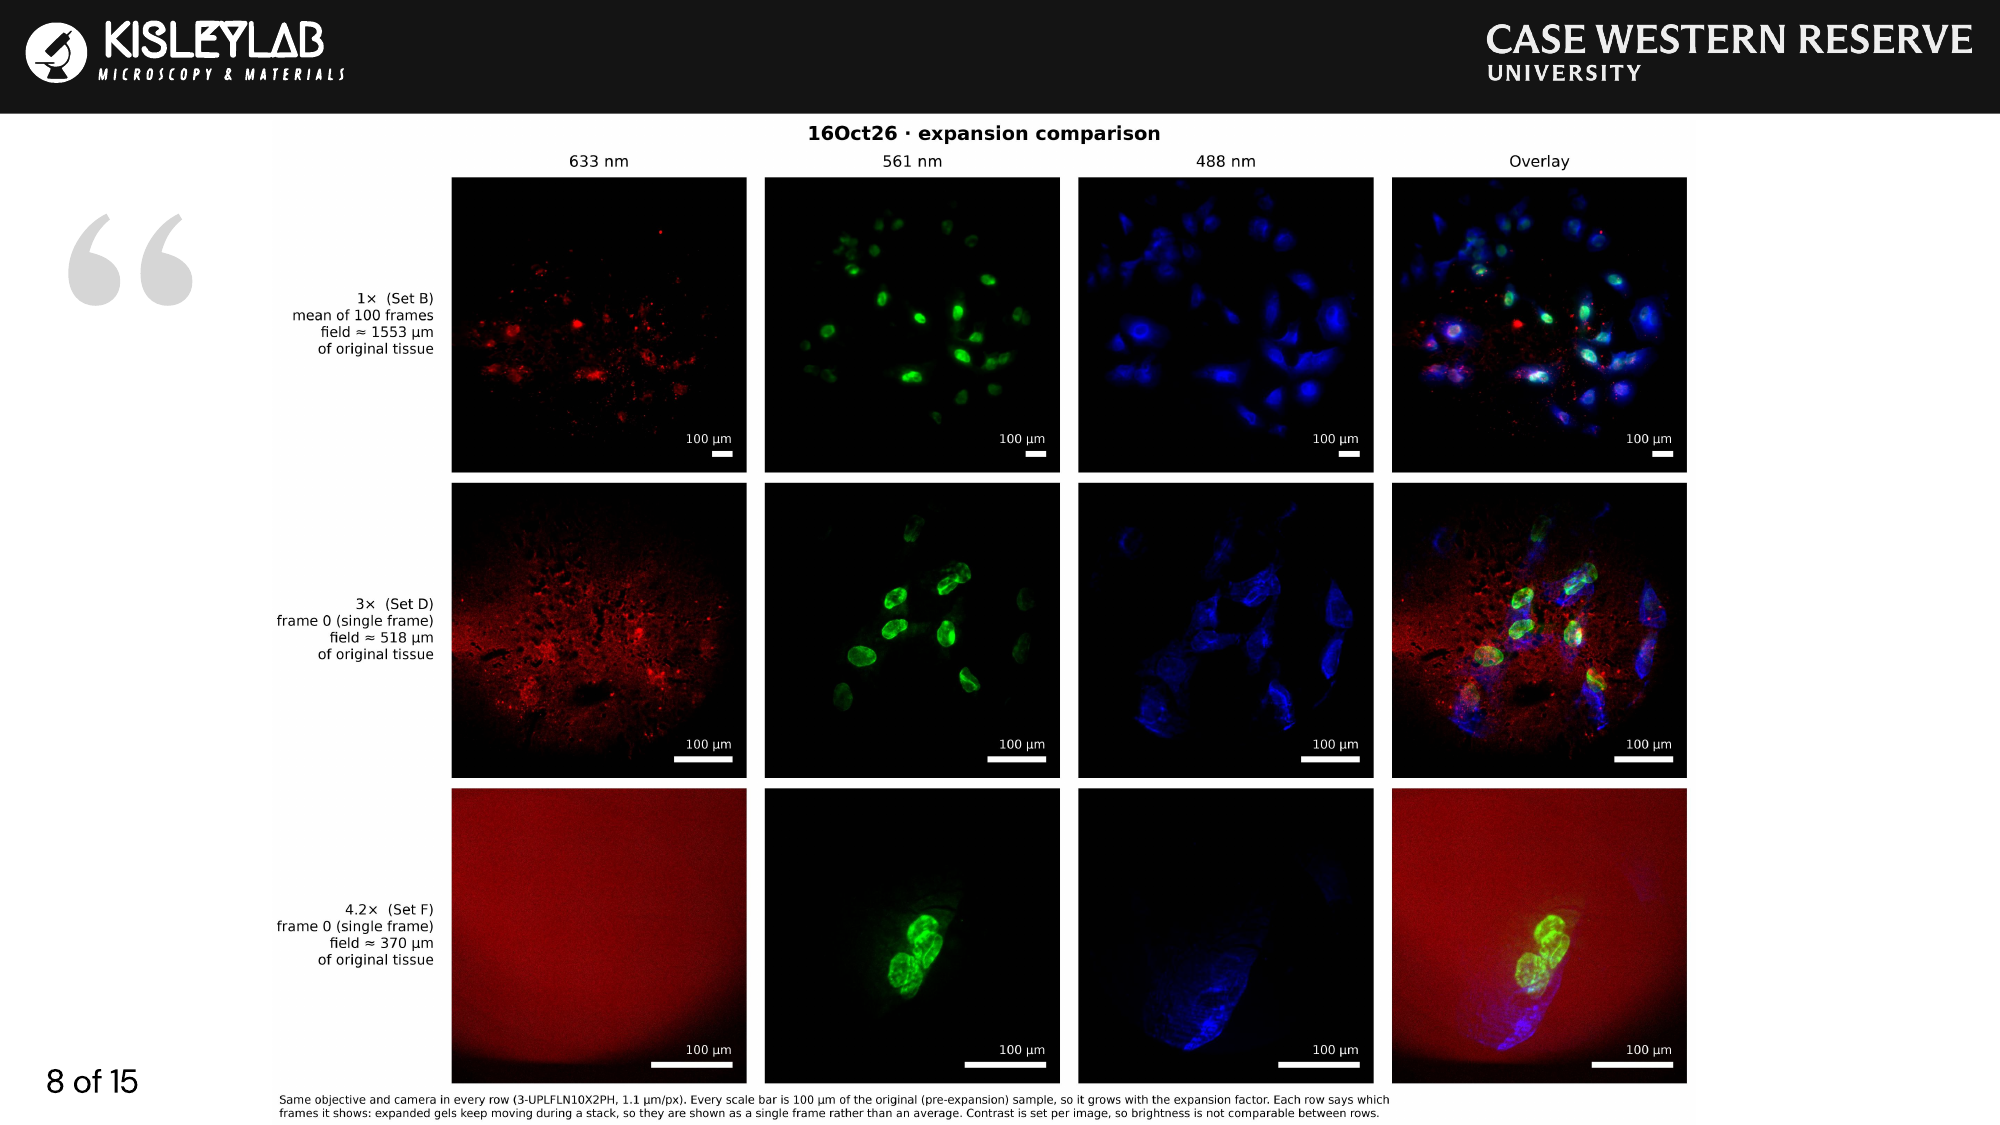 KISLEYLAB
MICROSCOPY & MATERIALS
CASE WESTERN RESERVE
UNIVERSITY
“
16Oct26 · expansion comparison
633 nm
561 nm
488 nm
Overlay
1× (Set B)
mean of 100 frames
field ≈ 1553 µm
of original tissue
100 µm
100 µm
100 µm
100 µm
3× (Set D)
frame 0 (single frame)
field ≈ 518 µm
of original tissue
100 µm
100 µm
100 µm
100 µm
4.2× (Set F)
frame 0 (single frame)
field ≈ 370 µm
of original tissue
100 µm
100 µm
100 µm
100 µm
8 of 15
Same objective and camera in every row (3-UPLFLN10X2PH, 1.1 µm/px). Every scale bar is 100 µm of the original (pre-expansion) sample, so it grows with the expansion factor. Each row says which
frames it shows: expanded gels keep moving during a stack, so they are shown as a single frame rather than an average. Contrast is set per image, so brightness is not comparable between rows.